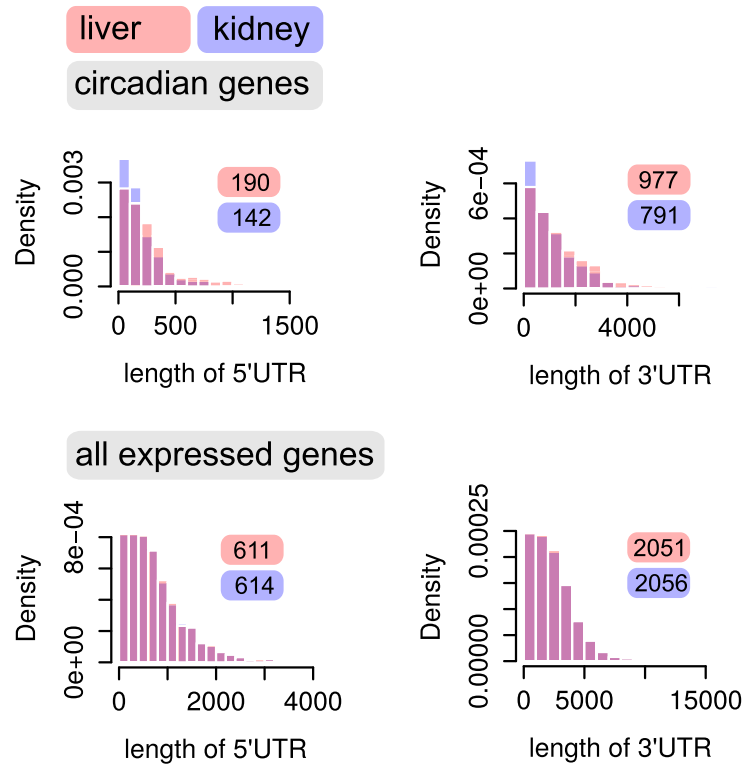 liver kidney
circadian genes
Density
0.000 0.003
190
142
0 500 1500
length of 5'UTR
Density
0e+00 6e-04
977
791
0 4000
length of 3'UTR
all expressed genes
Density
0e+00 8e-04
611
614
0 2000 4000
length of 5'UTR
Density
0.00000 0.00025
2051
2056
0 5000 15000
length of 3'UTR